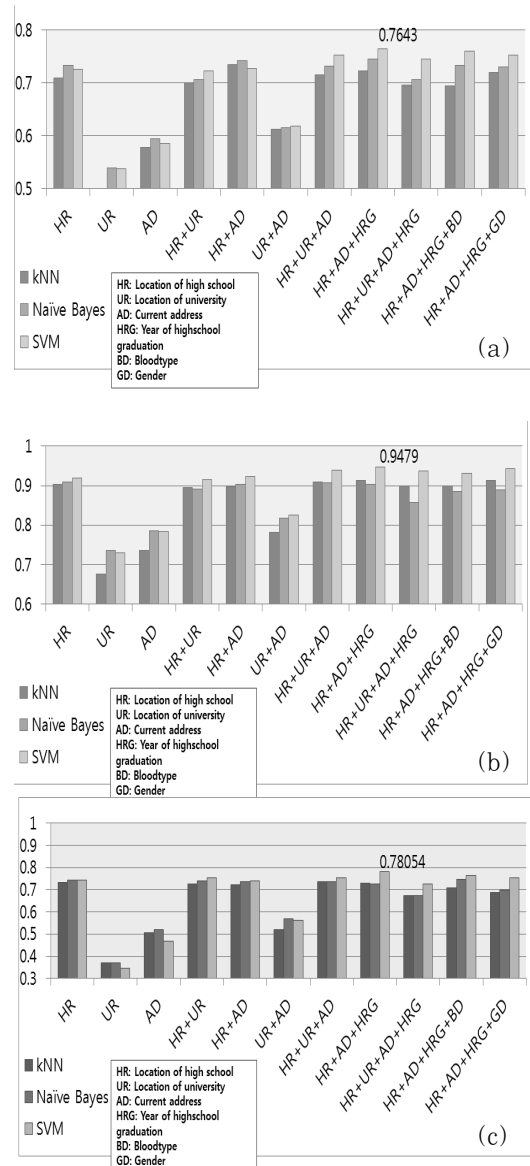 0.8
0.7643
0.7
0.6
0.5
HR
UR
AD
HR+UR
HR+AD
UR+AD
HR+UR+AD
HR+AD+HRG
HR+UR+AD+HRG
HR+AD+HRG+BD
HR+AD+HRG+GD
kNN
Naïve Bayes
SVM
HR: Location of high school
UR: Location of university
AD: Current address
HRG: Year of highschool
graduation
BD: Bloodtype
GD: Gender
(a)
1
0.9479
0.9
0.8
0.7
0.6
HR
UR
AD
HR+UR
HR+AD
UR+AD
HR+UR+AD
HR+AD+HRG
HR+UR+AD+HRG
HR+AD+HRG+BD
HR+AD+HRG+GD
kNN
Naïve Bayes
SVM
HR: Location of high school
UR: Location of university
AD: Current address
HRG: Year of highschool
graduation
BD: Bloodtype
GD: Gender
(b)
1
0.9
0.8
0.78054
0.7
0.6
0.5
0.4
0.3
HR
UR
AD
HR+UR
HR+AD
UR+AD
HR+UR+AD
HR+AD+HRG
HR+UR+AD+HRG
HR+AD+HRG+BD
HR+AD+HRG+GD
kNN
Naïve Bayes
SVM
HR: Location of high school
UR: Location of university
AD: Current address
HRG: Year of highschool
graduation
BD: Bloodtype
GD: Gender
(c)